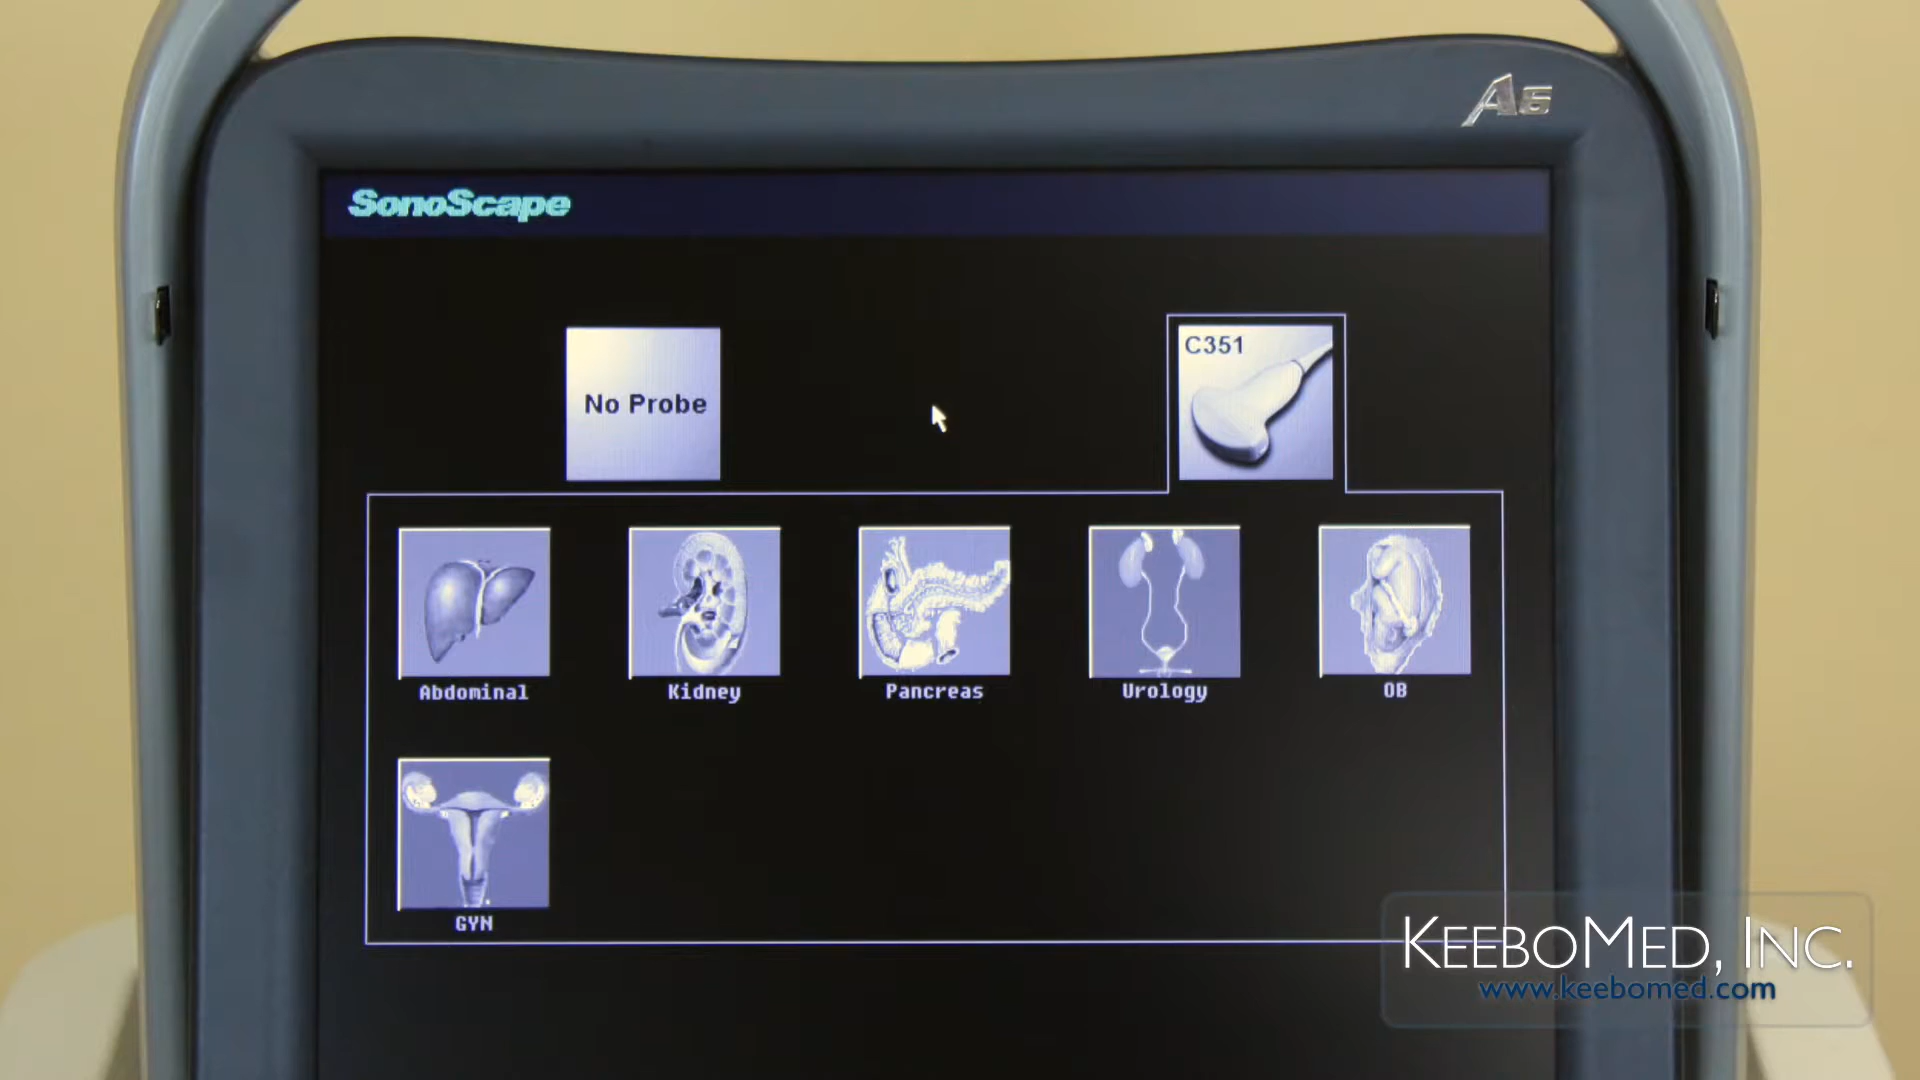 A6
SonoScape
No Probe
C351
Abdominal
Kidney
Pancreas
Urology
OB
GYN
KEEBOMED, INC.
www.keebomed.com